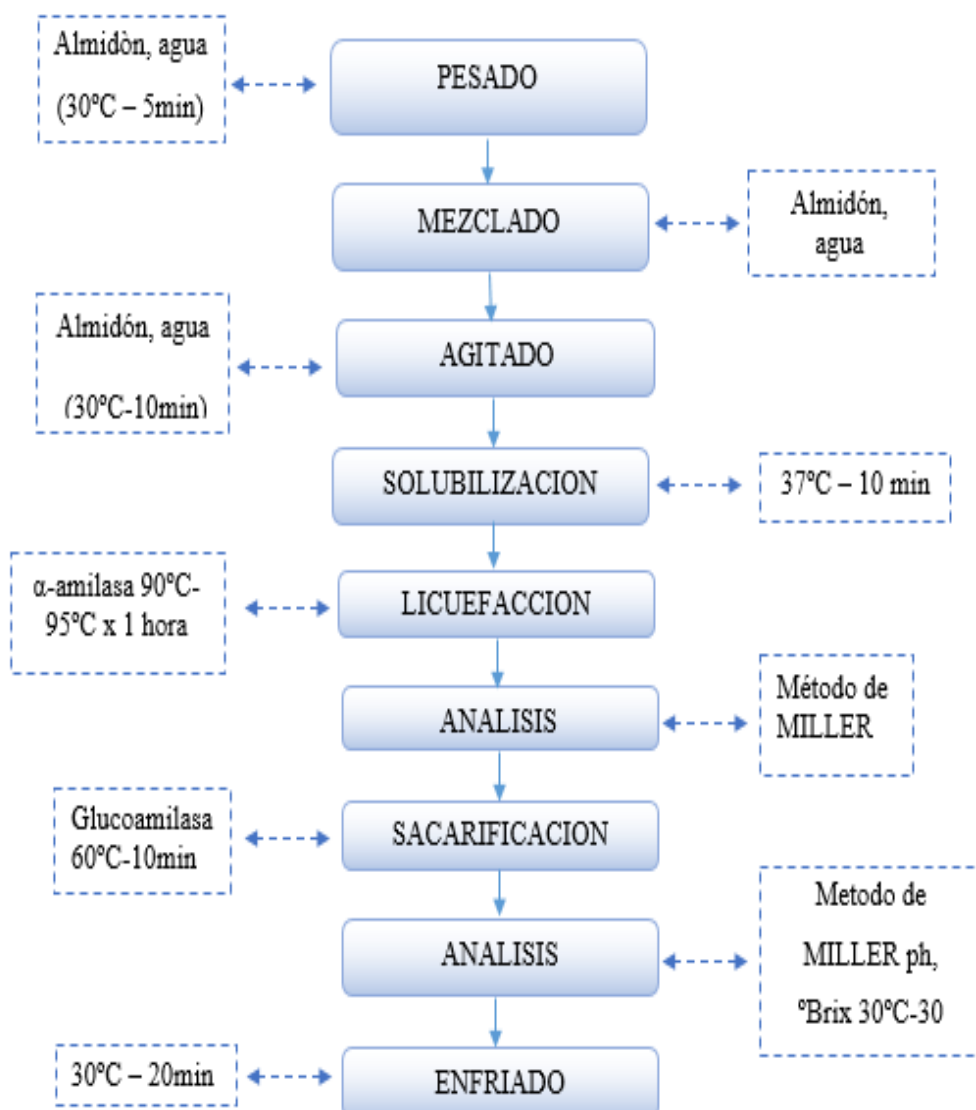 Almidòn, agua
(30ºC – 5min)
PESADO
MEZCLADO
Almidón,
agua
Almidón, agua
(30ºC-10min)
AGITADO
SOLUBILIZACION
37ºC – 10 min
α-amilasa 90ºC-
95ºC x 1 hora
LICUEFACCION
ANALISIS
Método de
MILLER
Glucoamilasa
60ºC-10min
SACARIFICACION
ANALISIS
Metodo de
MILLER ph,
ºBrix 30ºC-30
30ºC – 20min
ENFRIADO